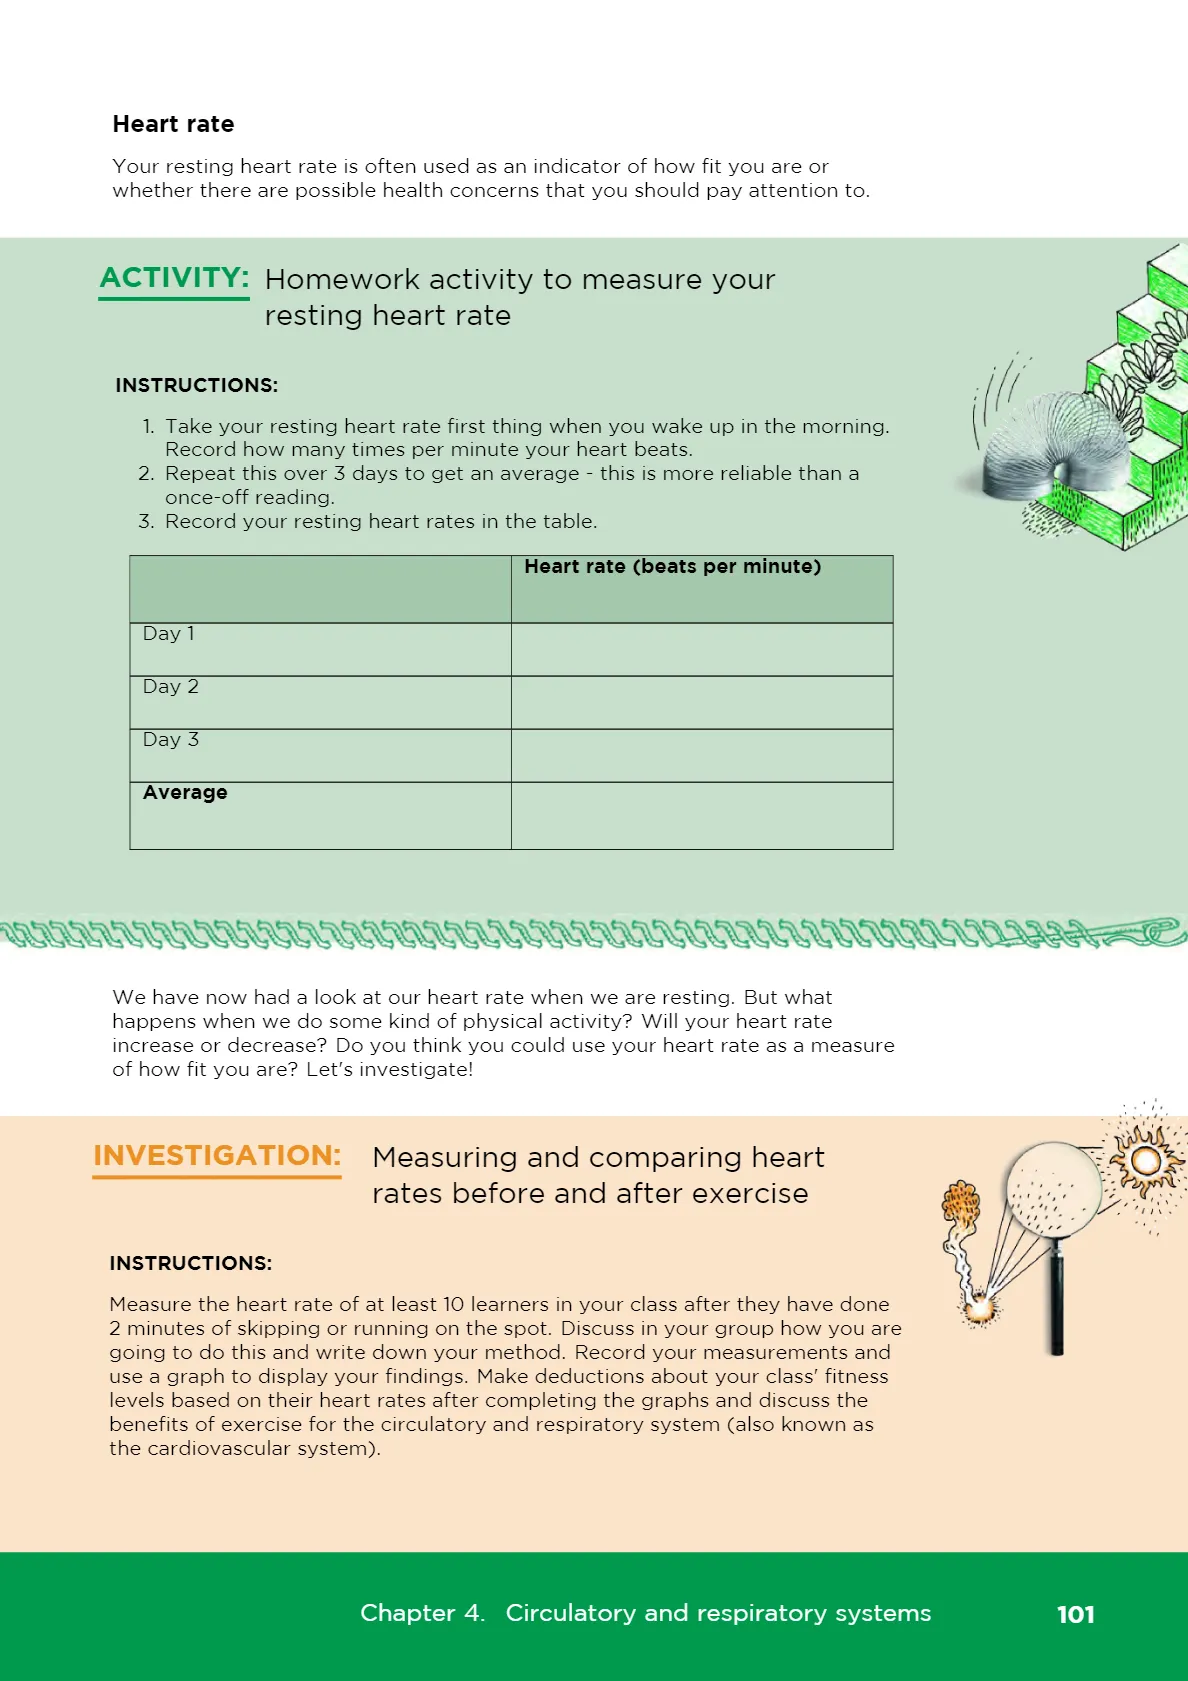 Heart rate
Your resting heart rate is often used as an indicator of how fit you are or
whether there are possible health concerns that you should pay attention to.
ACTIVITY: Homework activity to measure your
resting heart rate
INSTRUCTIONS:
1. Take your resting heart rate first thing when you wake up in the morning.
Record how many times per minute your heart beats.
2. Repeat this over 3 days to get an average - this is more reliable than a
once-off reading.
3. Record your resting heart rates in the table.
Heart rate (beats per minute)
Day 1
Day 2
Day 3
Average
We have now had a look at our heart rate when we are resting. But what
happens when we do some kind of physical activity? Will your heart rate
increase or decrease? Do you think you could use your heart rate as a measure
of how fit you are? Let's investigate!
INVESTIGATION: Measuring and comparing heart
rates before and after exercise
INSTRUCTIONS:
Measure the heart rate of at least 10 learners in your class after they have done
2 minutes of skipping or running on the spot. Discuss in your group how you are
going to do this and write down your method. Record your measurements and
use a graph to display your findings. Make deductions about your class' fitness
levels based on their heart rates after completing the graphs and discuss the
benefits of exercise for the circulatory and respiratory system (also known as
the cardiovascular system).
Chapter 4. Circulatory and respiratory systems 101